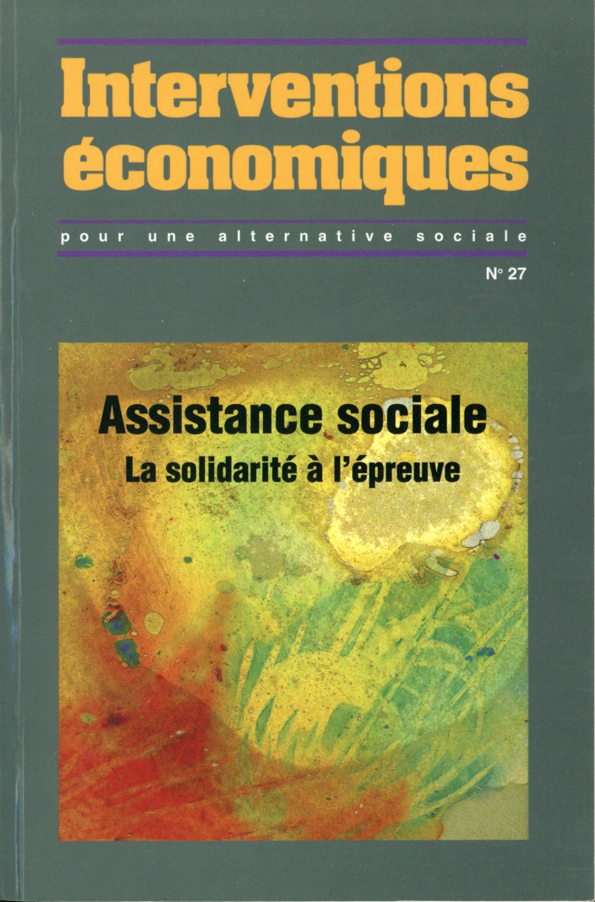 Interventions
économiques
pour une alternative sociale
N° 27
Assistance sociale
La solidarité à l'épreuve